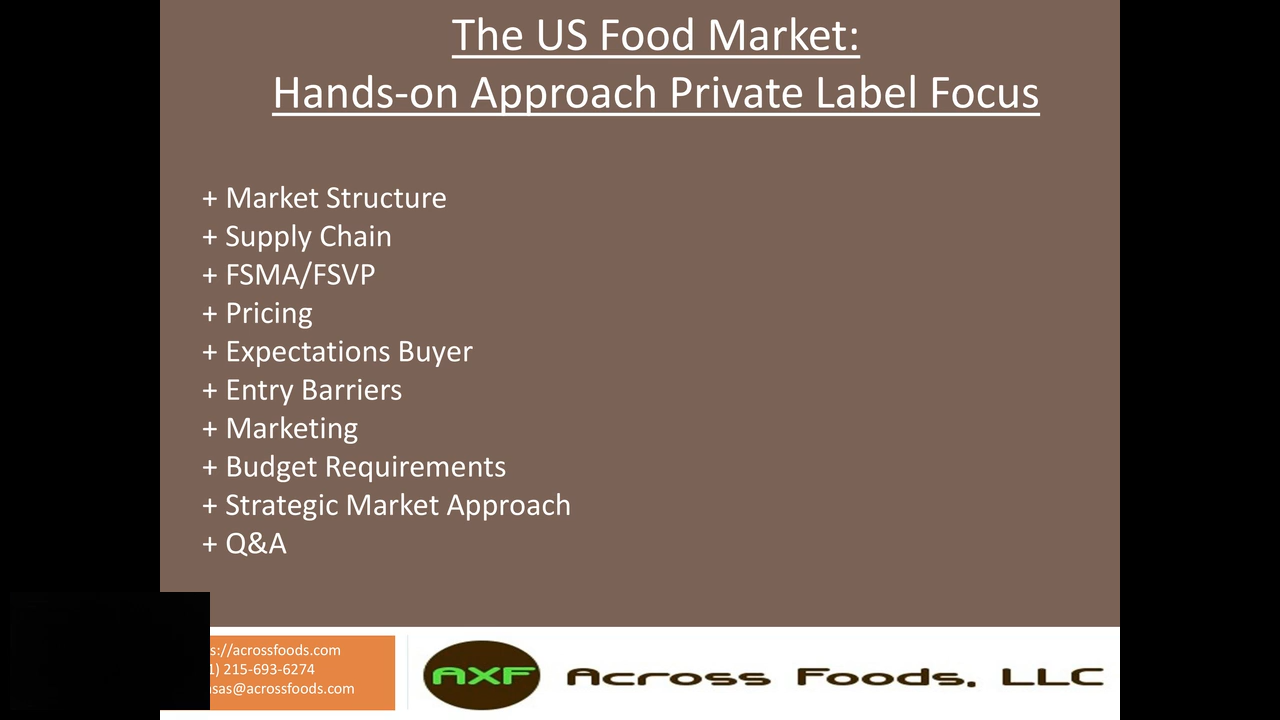 The US Food Market:
Hands-on Approach Private Label Focus
+ Market Structure
+ Supply Chain
+ FSMA/FSVP
+ Pricing
+ Expectations Buyer
+ Entry Barriers
+ Marketing
+ Budget Requirements
+ Strategic Market Approach
+ Q&A
s://acrossfoods.com
1) 215-693-6274
sas@acrossfoods.com
AXF Across Foods, LLC